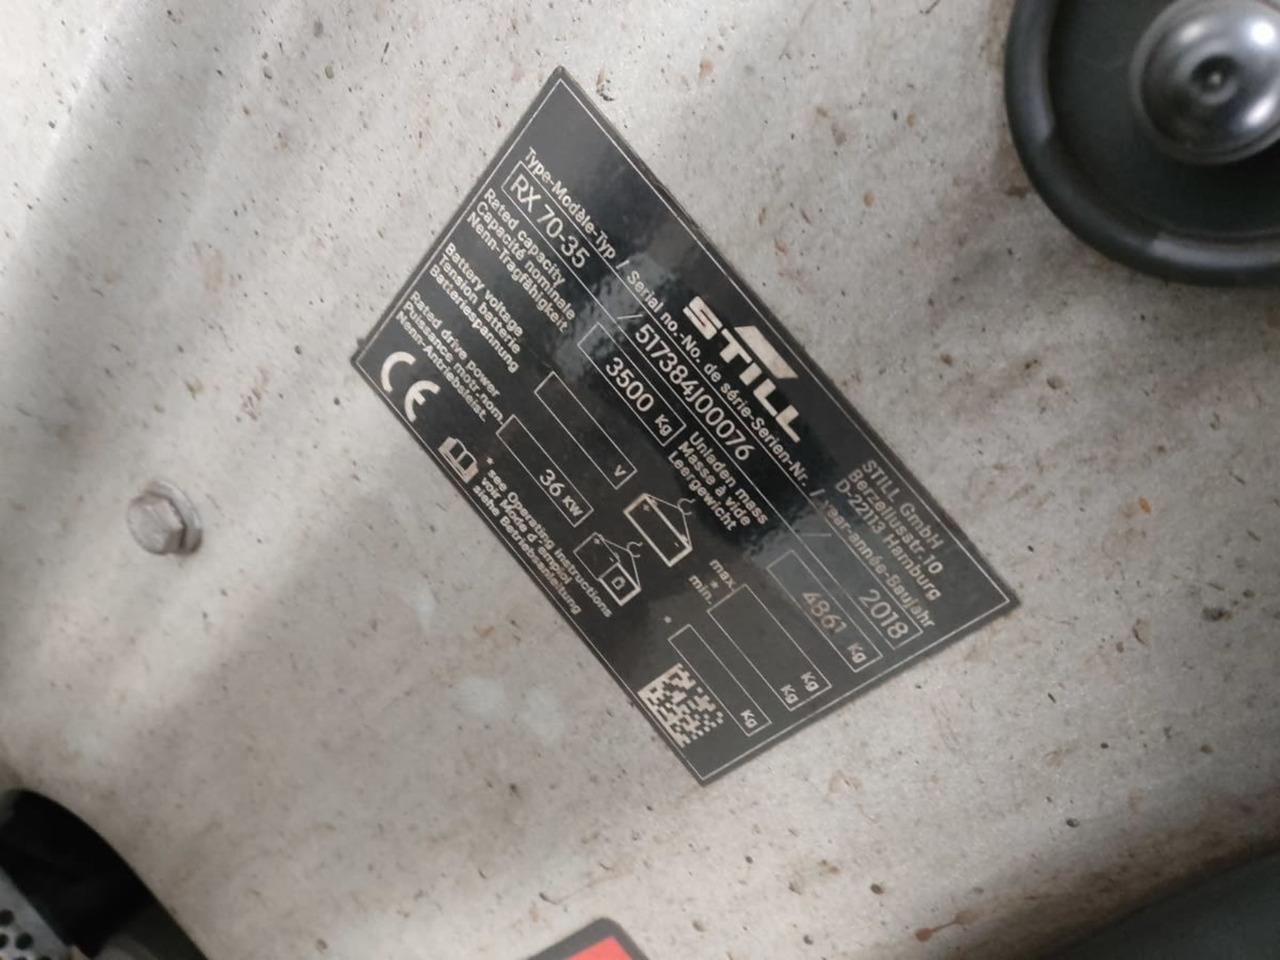 STILL
STILL GmbH
Berzeliusstr. 10
D-22113 Hamburg
Type-Modèle-Typ / Serial no.-No. de série-Serien-Nr. / year-année-Baujahr
RX 70-35 / 517384J00076 / 2018
Rated capacity
Capacité nominale
Nenn-Tragfähigkeit
3500 Kg
Unladen mass
Masse à vide
Leergewicht
4861 Kg
Battery voltage
Tension batterie
Batteriespannung
V
max.
*
min.
Kg
Kg
Rated drive power
Puissance motr. nom.
Nenn-Antriebsleist.
36 KW
*
Kg
CE
* see Operating instructions
voir Mode d'emploi
siehe Betriebsanleitung